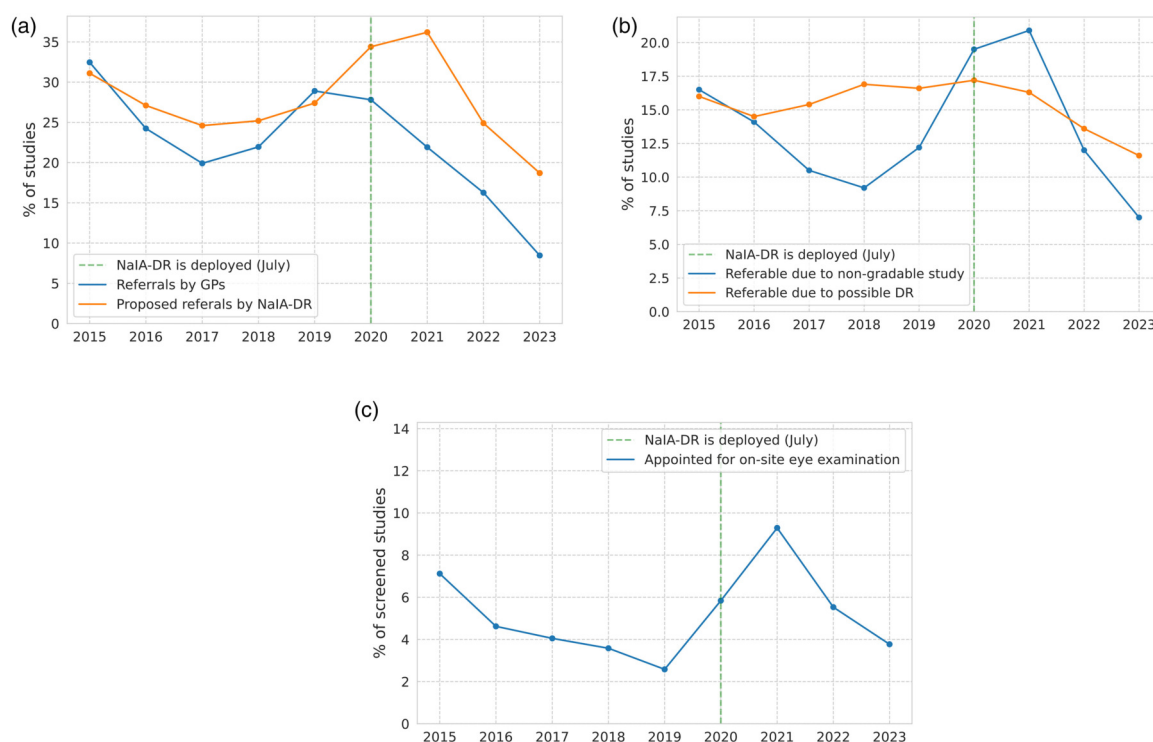 (a)
% of studies
35
30
25
20
15
10
5
0
NaIA-DR is deployed (July)
Referrals by GPs
Proposed referals by NaIA-DR
2015 2016 2017 2018 2019 2020 2021 2022 2023
(b)
% of studies
20.0
17.5
15.0
12.5
10.0
7.5
5.0
2.5
0.0
NaIA-DR is deployed (July)
Referable due to non-gradable study
Referable due to possible DR
2015 2016 2017 2018 2019 2020 2021 2022 2023
(c)
% of screened studies
14
12
10
8
6
4
2
0
NaIA-DR is deployed (July)
Appointed for on-site eye examination
2015 2016 2017 2018 2019 2020 2021 2022 2023